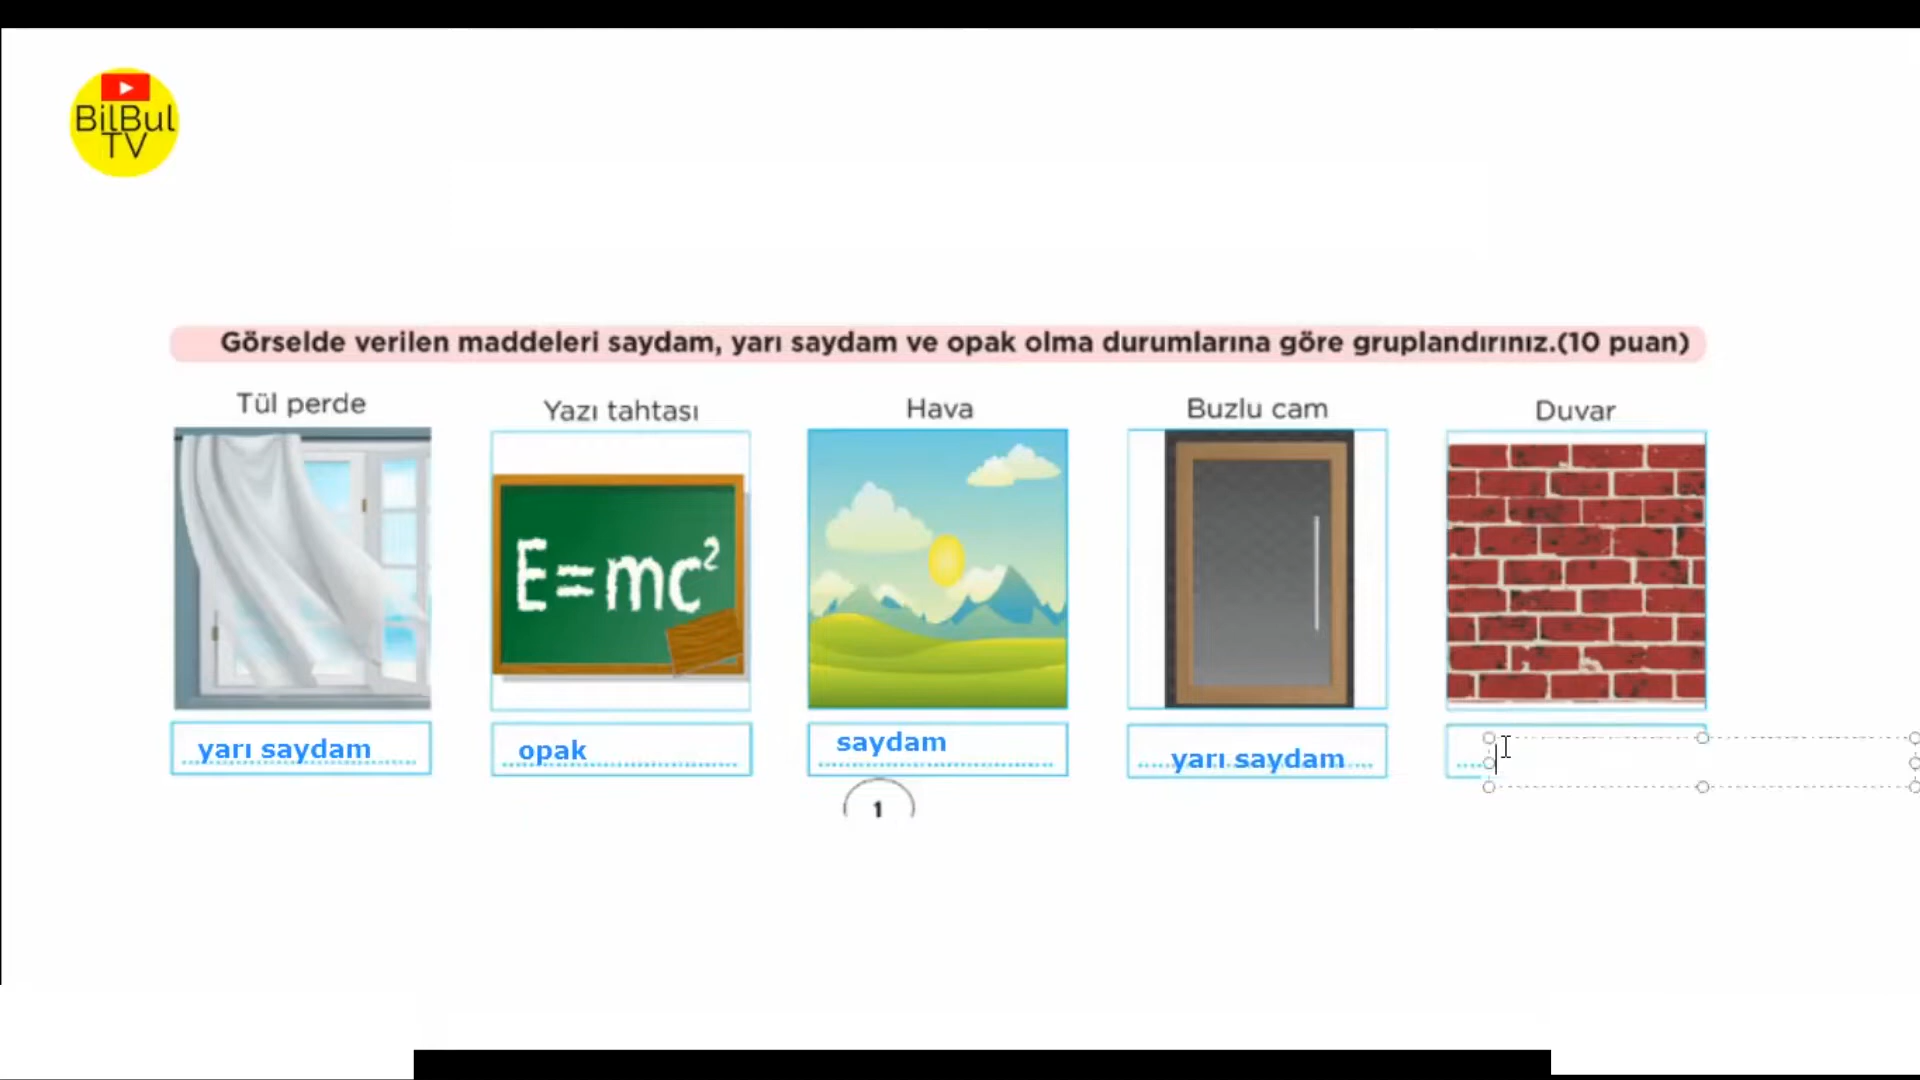 BilBul
TV
Görselde verilen maddeleri saydam, yarı saydam ve opak olma durumlarına göre gruplandırınız.(10 puan)
Tül perde
Yazı tahtası
Hava
Buzlu cam
Duvar
E=mc²
yarı saydam
opak
saydam
yarı saydam
1